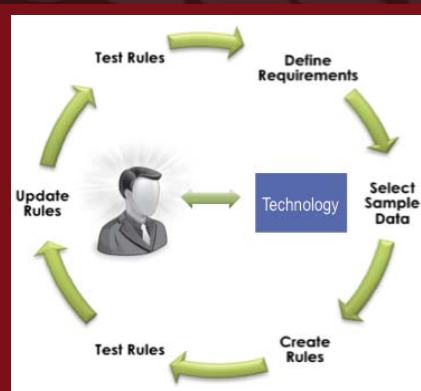 Test Rules
Define
Requirements
Select
Sample
Data
Create
Rules
Test Rules
Update
Rules
Technology